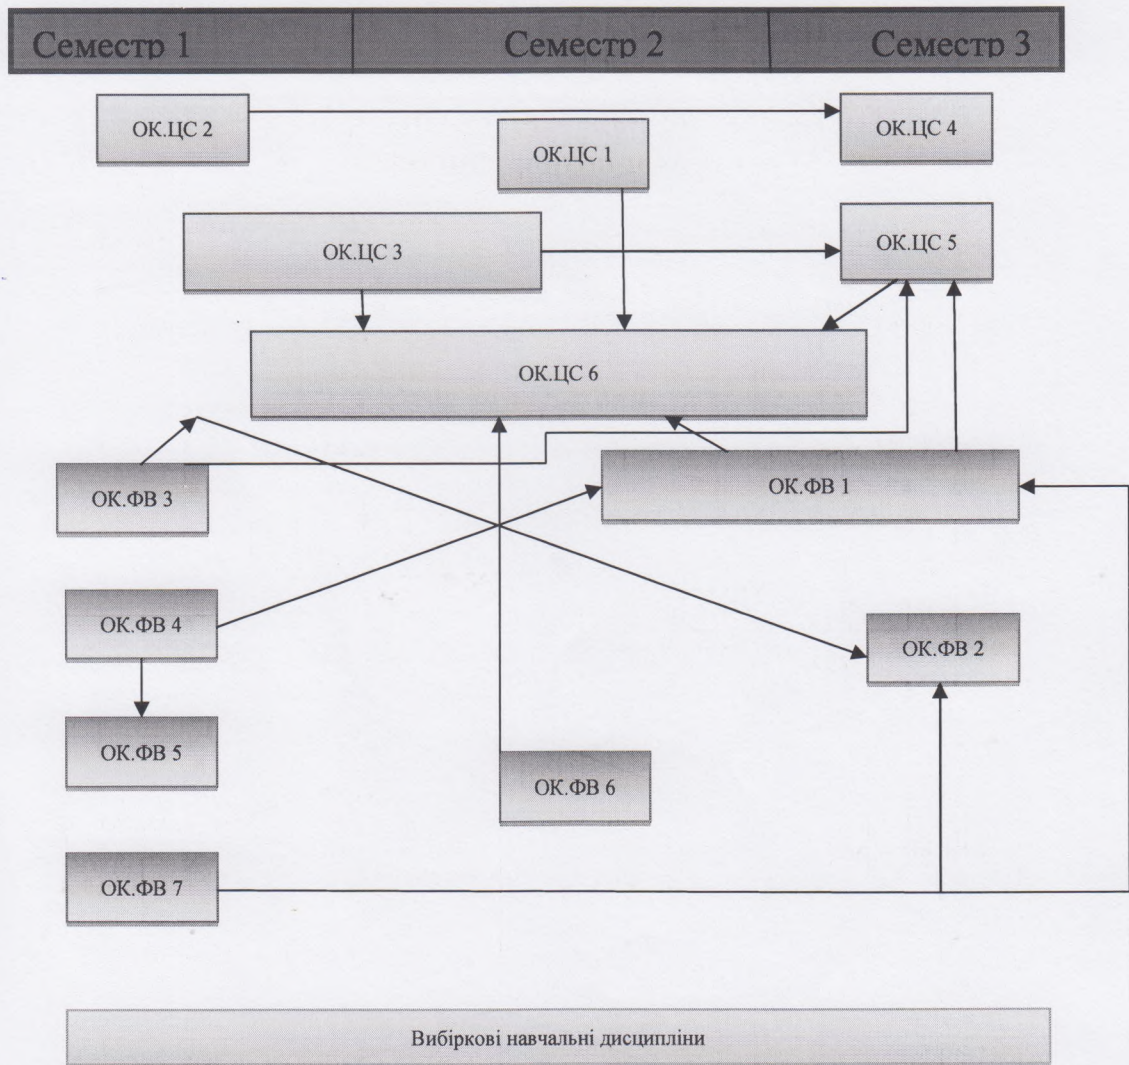 Семестр 1 Семестр 2 Семестр 3
ОК.ЦС 2
ОК.ЦС 4
ОК.ЦС 1
ОК.ЦС 3
ОК.ЦС 5
ОК.ЦС 6
ОК.ФВ 3
ОК.ФВ 1
ОК.ФВ 4
ОК.ФВ 2
ОК.ФВ 5
ОК.ФВ 6
ОК.ФВ 7
Вибіркові навчальні дисципліни